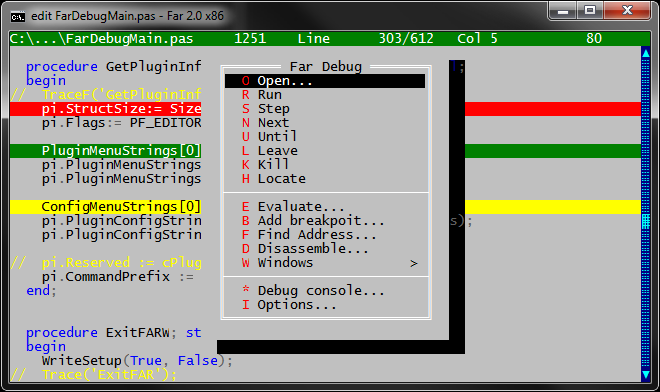 edit FarDebugMain.pas - Far 2.0 x86
C:\...\FarDebugMain.pas 1251 Line 303/612 Col 5 80
procedure GetPluginInf
begin
// TraceF('GetPluginInf
pi.StructSize:= Size
pi.Flags:= PF_EDITOR
PluginMenuStrings[0]
pi.PluginMenuStrings
pi.PluginMenuStrings
ConfigMenuStrings[0]
pi.PluginConfigStrin s);
pi.PluginConfigStrin
// pi.Reserved := cPlug
pi.CommandPrefix :=
end;
procedure ExitFARW; st
begin
WriteSetup(True, False);
// Trace('ExitFAR');
Far Debug
O Open...
R Run
S Step
N Next
U Until
L Leave
K Kill
H Locate
E Evaluate...
B Add breakpoit...
F Find Address...
D Disassemble...
W Windows >
* Debug console...
I Options...